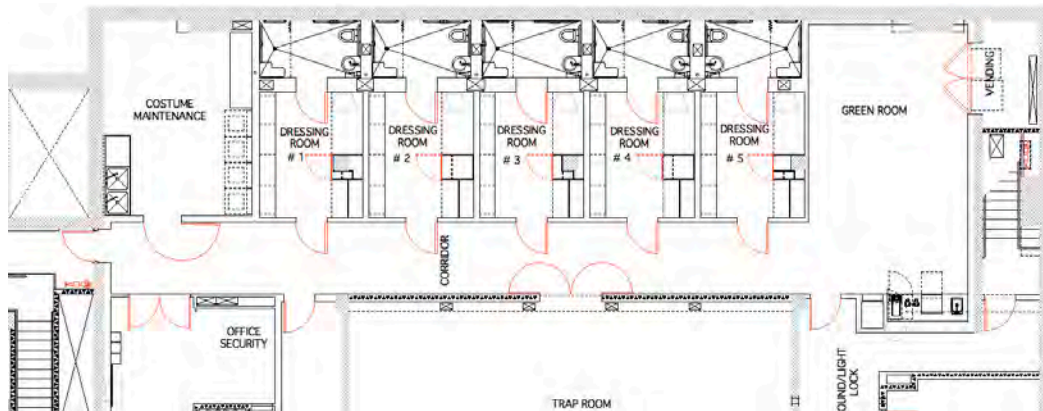 COSTUME
MAINTENANCE
DRESSING
ROOM
# 1
DRESSING
ROOM
# 2
DRESSING
ROOM
# 3
DRESSING
ROOM
# 4
DRESSING
ROOM
# 5
GREEN ROOM
VENDING
CORRIDOR
OFFICE
SECURITY
TRAP ROOM
OUND/LIGHT
LOCK